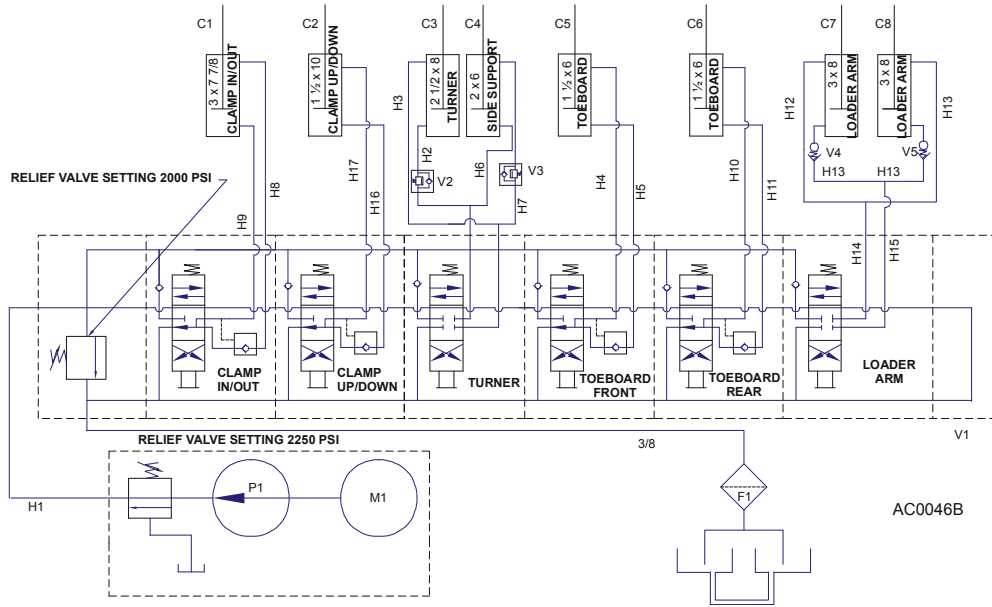 C1
C2
C3
C4
C5
C6
C7
C8
3 x 7 7/8
CLAMP IN/OUT
1 ½ x 10
CLAMP UP/DOWN
2 1/2 x 8
TURNER
2 x 6
SIDE SUPPORT
1 ½ x 6
TOEBOARD
1 ½ x 6
TOEBOARD
3 x 8
LOADER ARM
3 x 8
LOADER ARM
H3
H12
H13
H2
H6
V4
V5
H13
H13
RELIEF VALVE SETTING 2000 PSI
H8
H9
H17
H16
V2
V3
H7
H4
H5
H10
H11
H14
H15
CLAMP
IN/OUT
CLAMP
UP/DOWN
TURNER
TOEBOARD
FRONT
TOEBOARD
REAR
LOADER
ARM
RELIEF VALVE SETTING 2250 PSI
3/8
V1
H1
P1
M1
F1
AC0046B